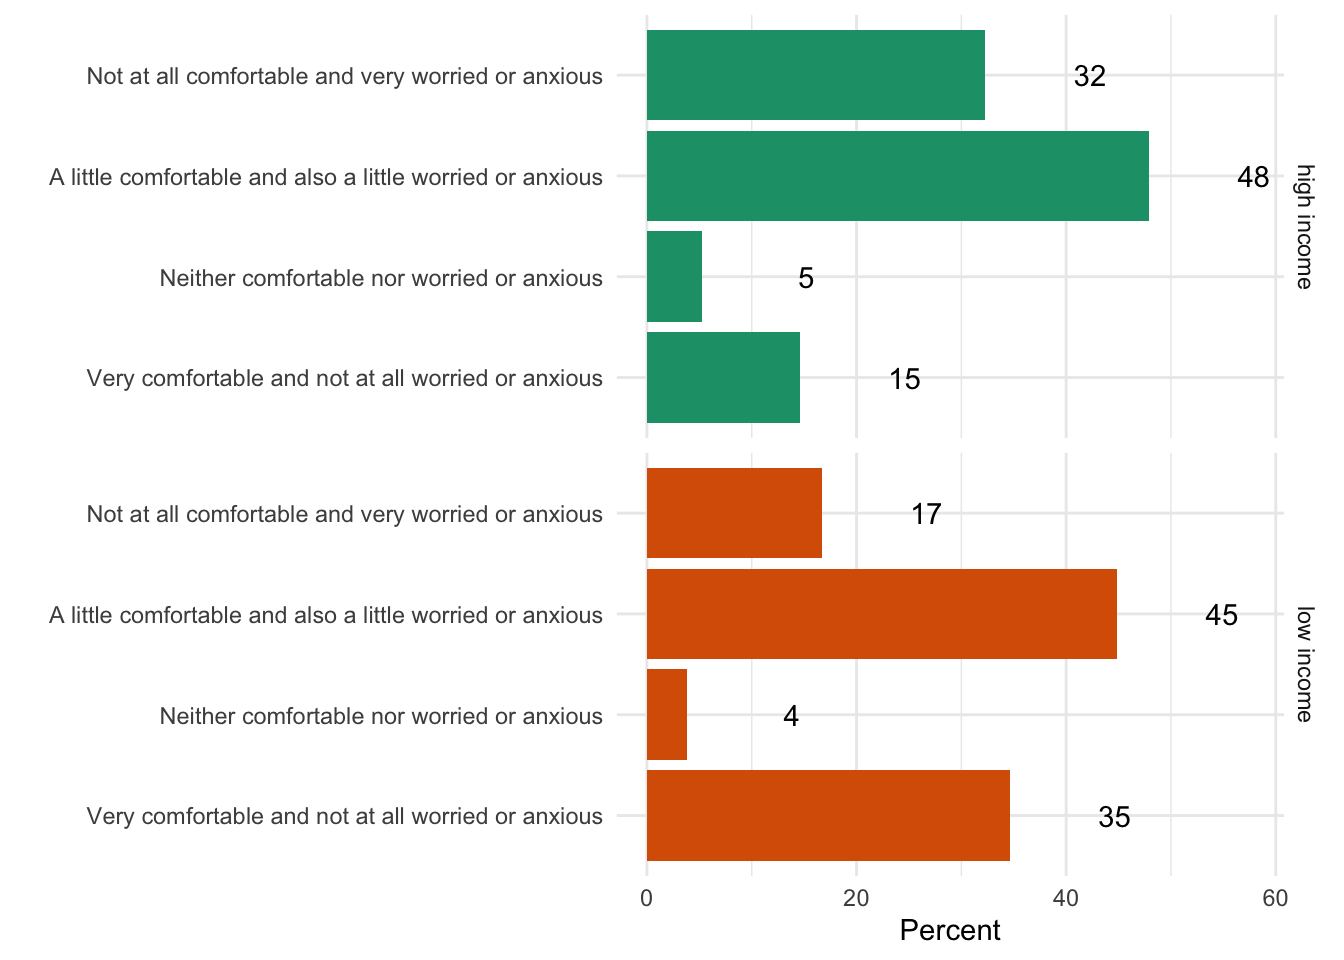 Not at all comfortable and very worried or anxious
32
A little comfortable and also a little worried or anxious
48
Neither comfortable nor worried or anxious
5
Very comfortable and not at all worried or anxious
15
high income
Not at all comfortable and very worried or anxious
17
A little comfortable and also a little worried or anxious
45
Neither comfortable nor worried or anxious
4
Very comfortable and not at all worried or anxious
35
low income
0 20 40 60
Percent